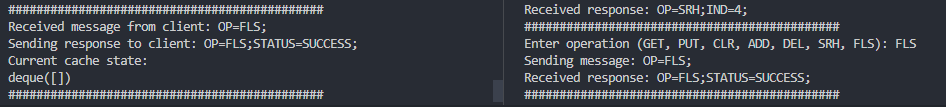 ##################################################
Received message from client: OP=FLS;
Sending response to client: OP=FLS;STATUS=SUCCESS;
Current cache state:
deque([])
##################################################
Received response: OP=SRH;IND=4;
##################################################
Enter operation (GET, PUT, CLR, ADD, DEL, SRH, FLS): FLS
Sending message: OP=FLS;
Received response: OP=FLS;STATUS=SUCCESS;
##################################################